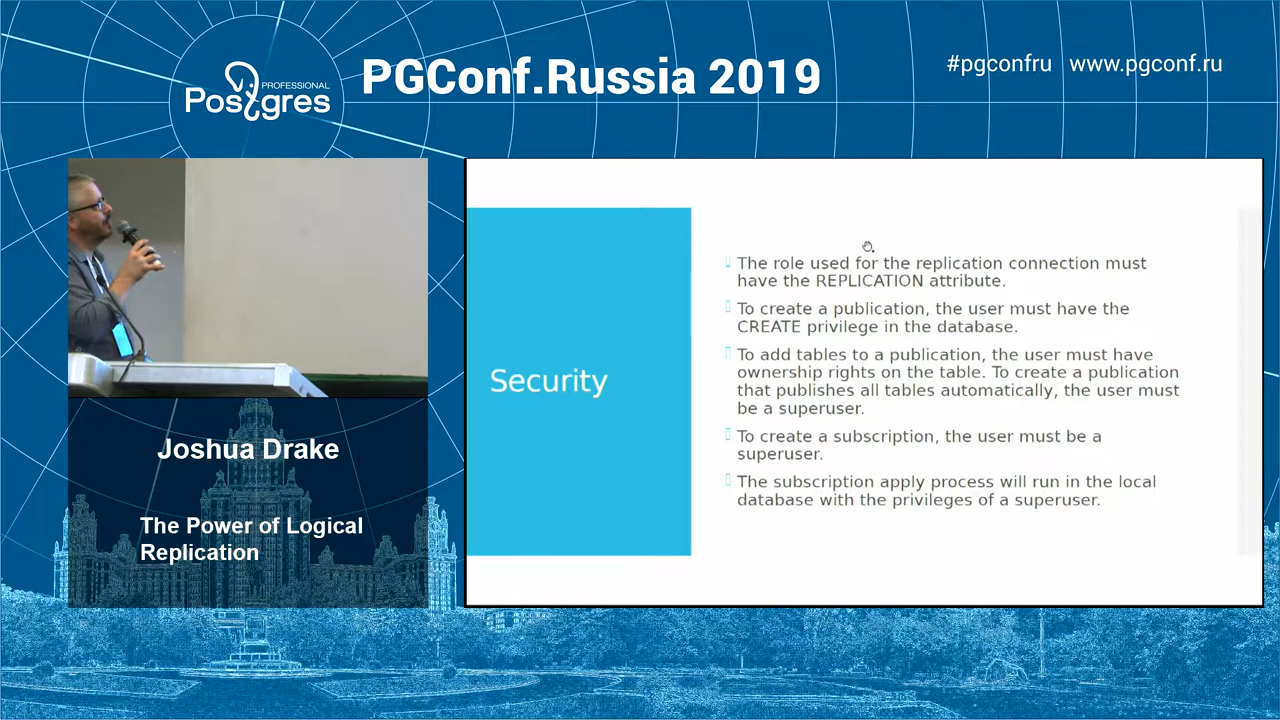 PROFESSIONAL
Postgres
PGConf.Russia 2019
#pgconfru www.pgconf.ru
Joshua Drake
The Power of Logical
Replication
Security
The role used for the replication connection must
have the REPLICATION attribute.
To create a publication, the user must have the
CREATE privilege in the database.
To add tables to a publication, the user must have
ownership rights on the table. To create a publication
that publishes all tables automatically, the user must
be a superuser.
To create a subscription, the user must be a
superuser.
The subscription apply process will run in the local
database with the privileges of a superuser.